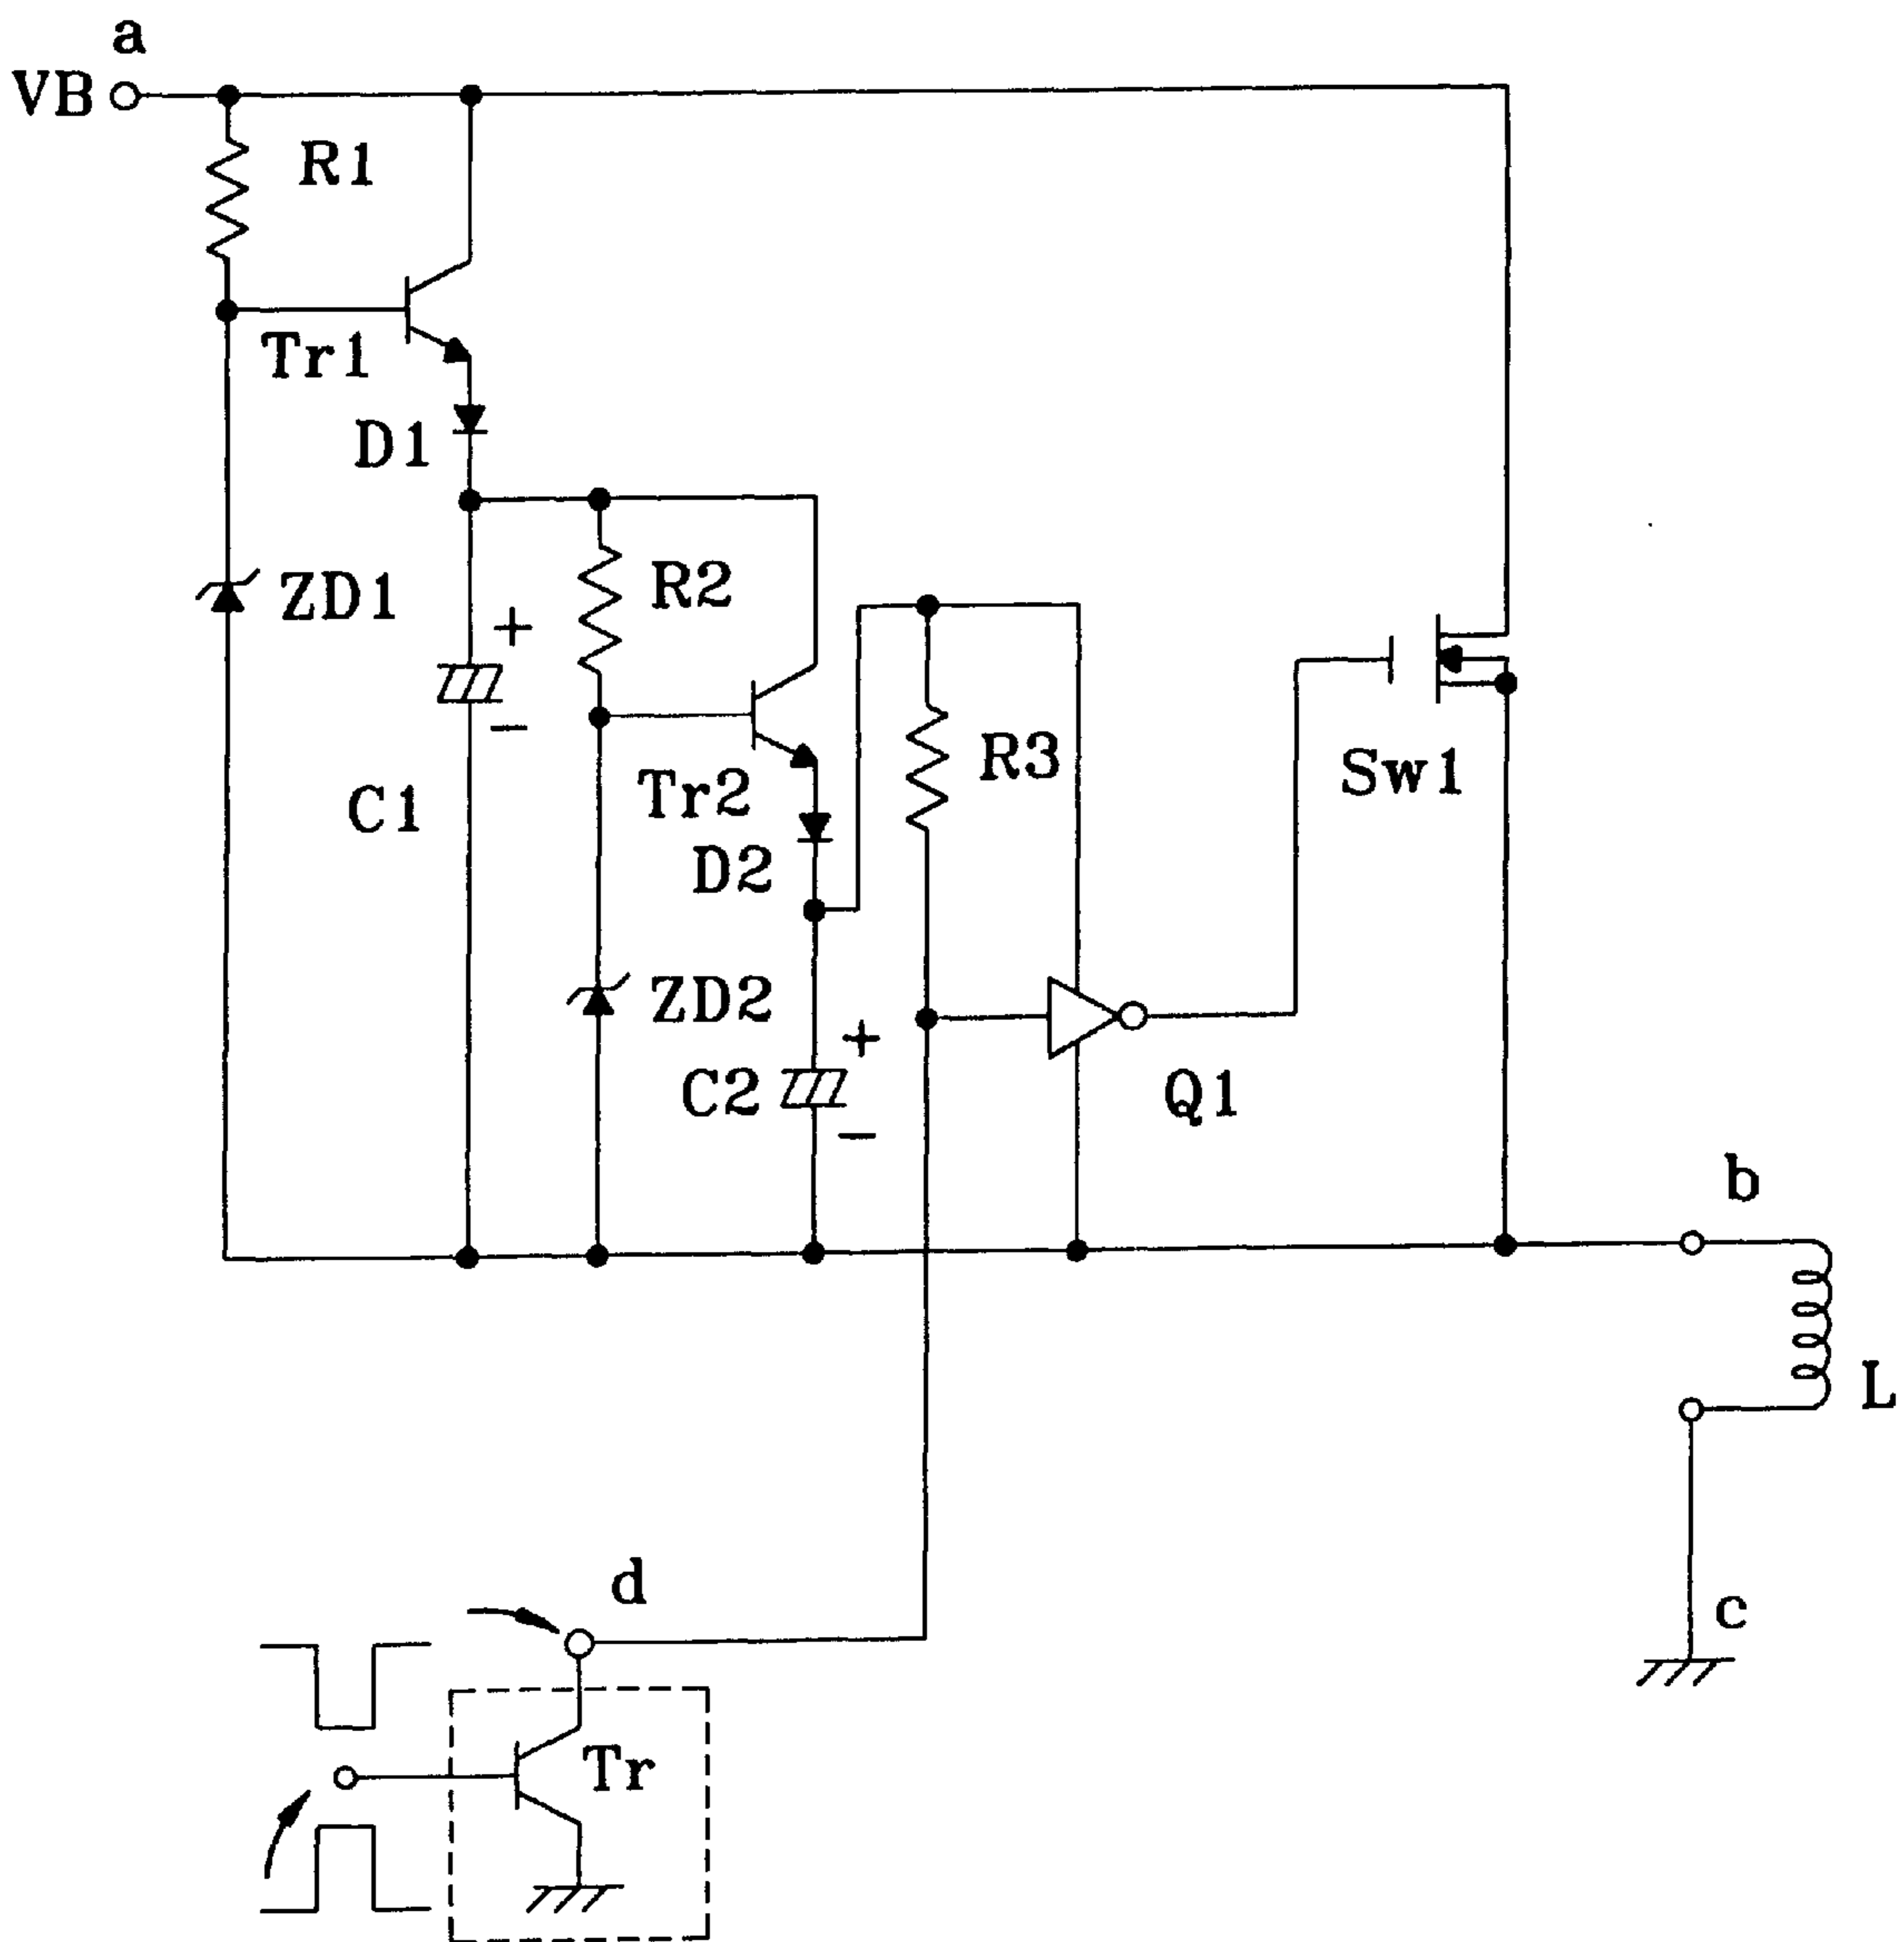 a
VB
R1
Tr1
D1
ZD1
+
R2
-
C1
Tr2
D2
R3
Sw1
ZD2
+
C2
-
Q1
b
L
d
c
Tr